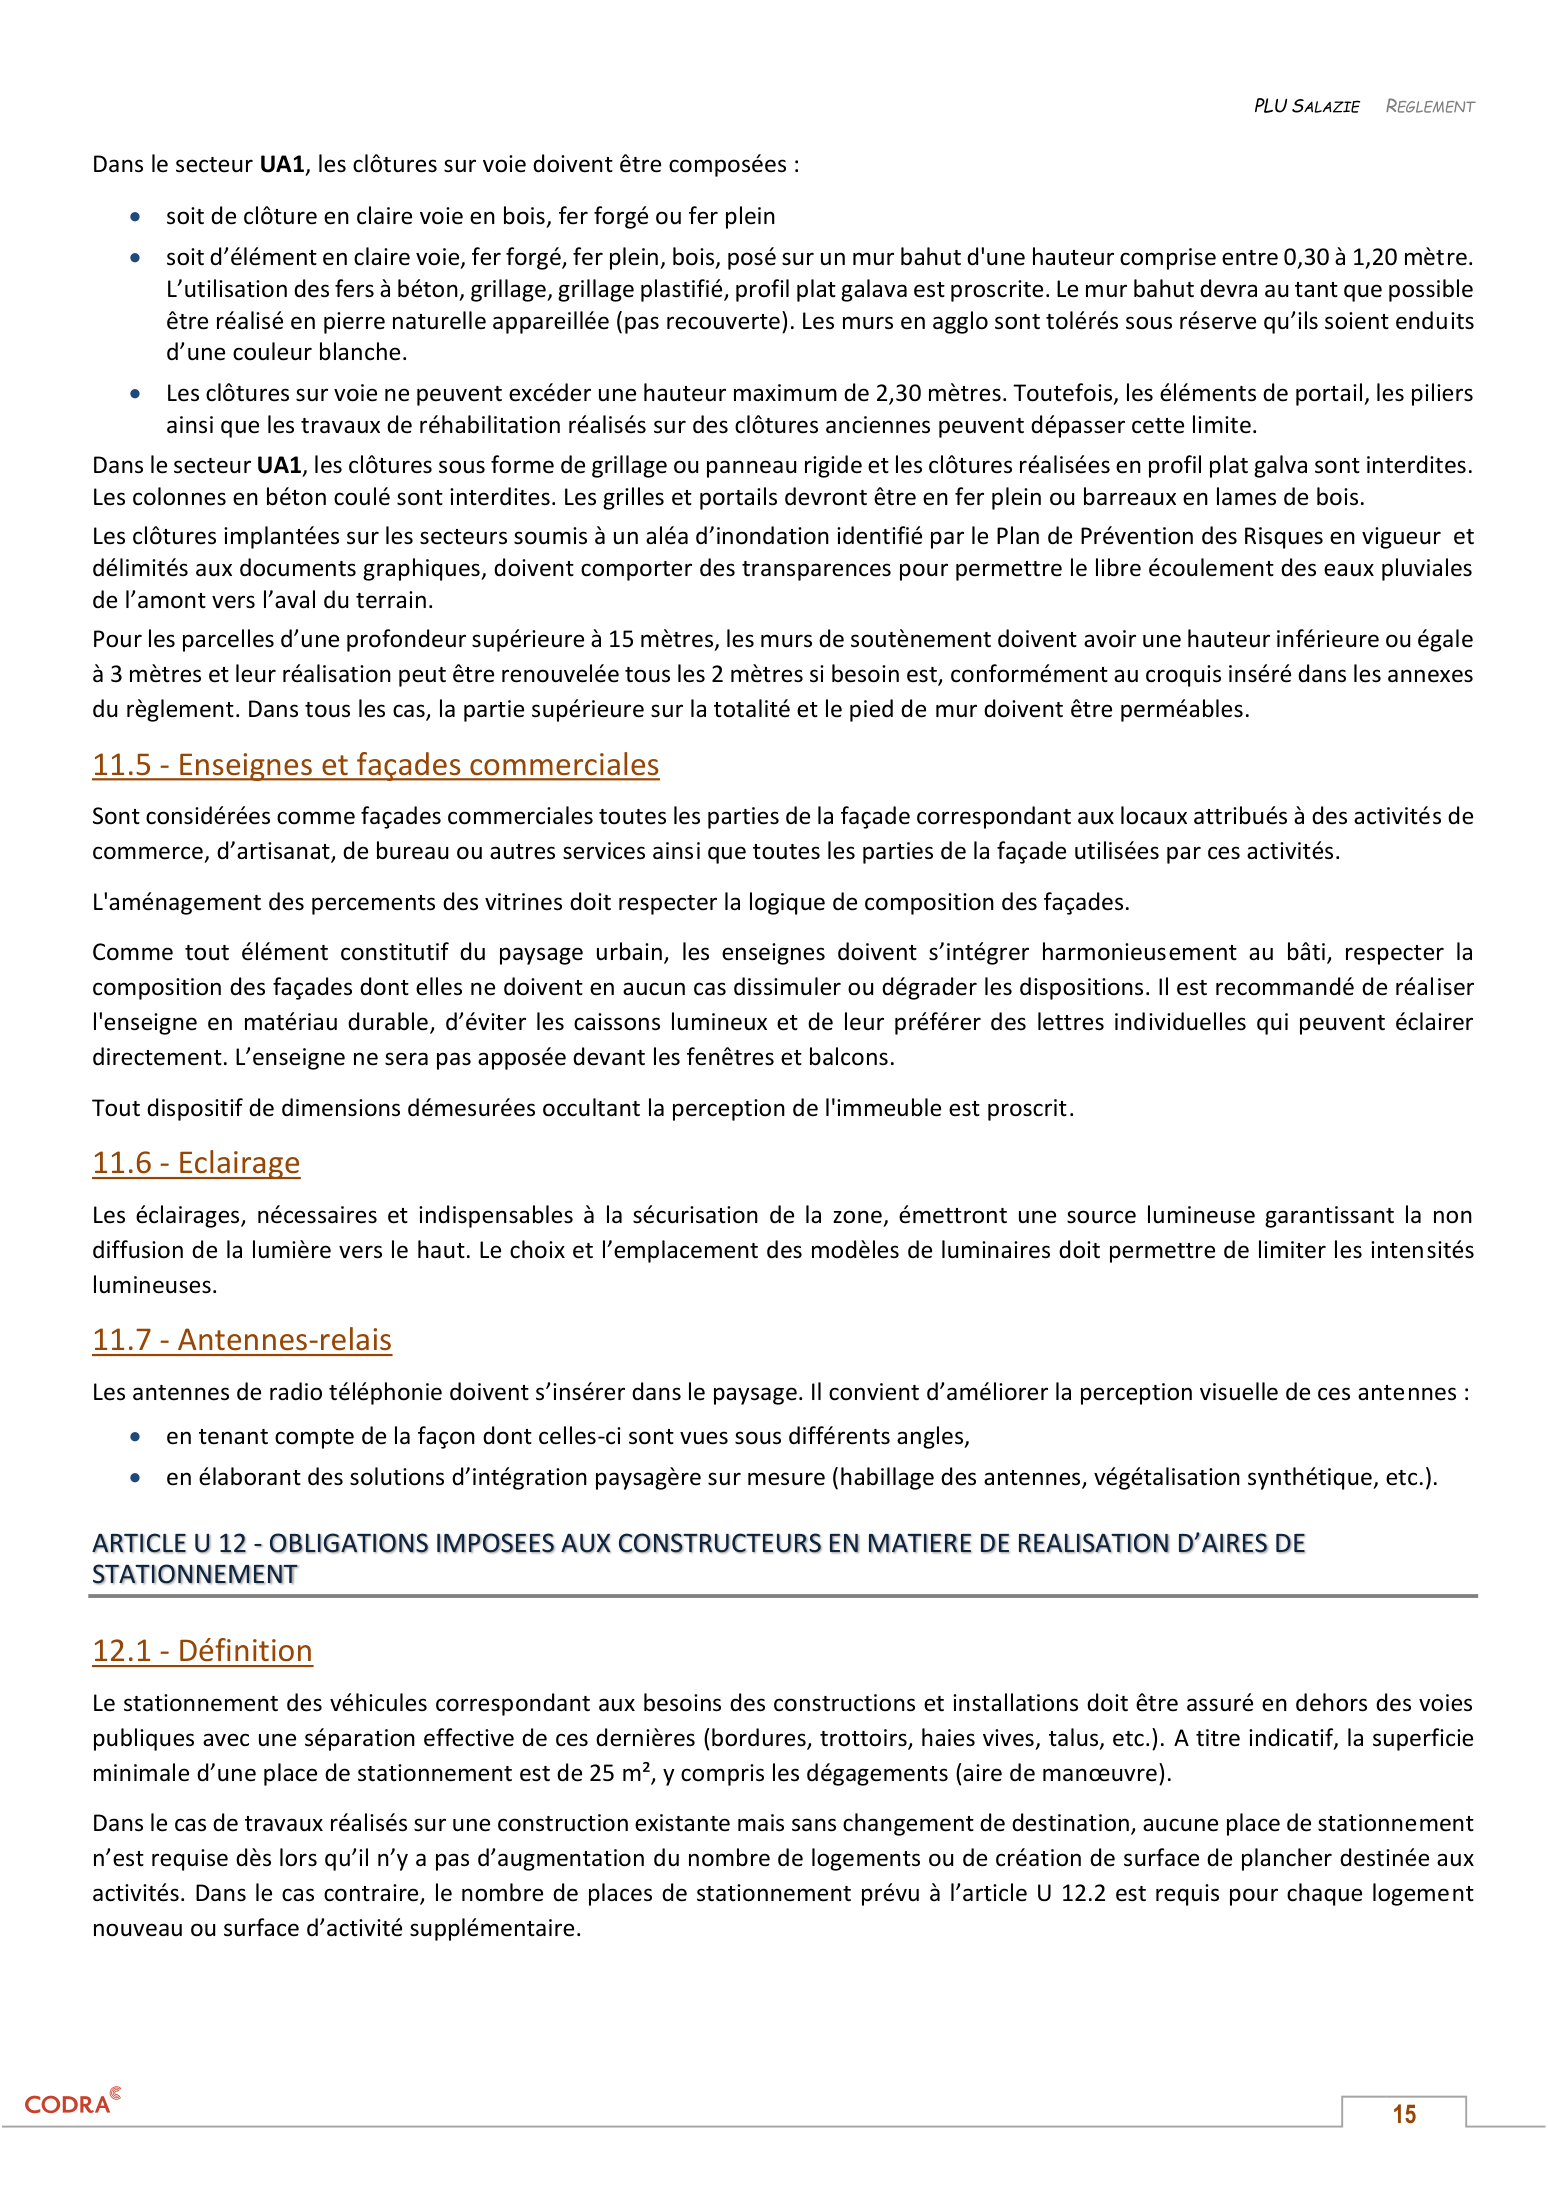 PLU SALAZIE REGLEMENT
Dans le secteur UA1, les clôtures sur voie doivent être composées :
• soit de clôture en claire voie en bois, fer forgé ou fer plein
• soit d’élément en claire voie, fer forgé, fer plein, bois, posé sur un mur bahut d'une hauteur comprise entre 0,30 à 1,20 mètre.
L’utilisation des fers à béton, grillage, grillage plastifié, profil plat galava est proscrite. Le mur bahut devra au tant que possible
être réalisé en pierre naturelle appareillée (pas recouverte). Les murs en agglo sont tolérés sous réserve qu’ils soient enduits
d’une couleur blanche.
• Les clôtures sur voie ne peuvent excéder une hauteur maximum de 2,30 mètres. Toutefois, les éléments de portail, les piliers
ainsi que les travaux de réhabilitation réalisés sur des clôtures anciennes peuvent dépasser cette limite.
Dans le secteur UA1, les clôtures sous forme de grillage ou panneau rigide et les clôtures réalisées en profil plat galva sont interdites.
Les colonnes en béton coulé sont interdites. Les grilles et portails devront être en fer plein ou barreaux en lames de bois.
Les clôtures implantées sur les secteurs soumis à un aléa d’inondation identifié par le Plan de Prévention des Risques en vigueur et
délimités aux documents graphiques, doivent comporter des transparences pour permettre le libre écoulement des eaux pluviales
de l’amont vers l’aval du terrain.
Pour les parcelles d’une profondeur supérieure à 15 mètres, les murs de soutènement doivent avoir une hauteur inférieure ou égale
à 3 mètres et leur réalisation peut être renouvelée tous les 2 mètres si besoin est, conformément au croquis inséré dans les annexes
du règlement. Dans tous les cas, la partie supérieure sur la totalité et le pied de mur doivent être perméables.
11.5 - Enseignes et façades commerciales
Sont considérées comme façades commerciales toutes les parties de la façade correspondant aux locaux attribués à des activités de
commerce, d’artisanat, de bureau ou autres services ainsi que toutes les parties de la façade utilisées par ces activités.
L'aménagement des percements des vitrines doit respecter la logique de composition des façades.
Comme tout élément constitutif du paysage urbain, les enseignes doivent s’intégrer harmonieusement au bâti, respecter la
composition des façades dont elles ne doivent en aucun cas dissimuler ou dégrader les dispositions. Il est recommandé de réaliser
l'enseigne en matériau durable, d’éviter les caissons lumineux et de leur préférer des lettres individuelles qui peuvent éclairer
directement. L’enseigne ne sera pas apposée devant les fenêtres et balcons.
Tout dispositif de dimensions démesurées occultant la perception de l'immeuble est proscrit.
11.6 - Eclairage
Les éclairages, nécessaires et indispensables à la sécurisation de la zone, émettront une source lumineuse garantissant la non
diffusion de la lumière vers le haut. Le choix et l’emplacement des modèles de luminaires doit permettre de limiter les intensités
lumineuses.
11.7 - Antennes-relais
Les antennes de radio téléphonie doivent s’insérer dans le paysage. Il convient d’améliorer la perception visuelle de ces antennes :
• en tenant compte de la façon dont celles-ci sont vues sous différents angles,
• en élaborant des solutions d’intégration paysagère sur mesure (habillage des antennes, végétalisation synthétique, etc.).
ARTICLE U 12 - OBLIGATIONS IMPOSEES AUX CONSTRUCTEURS EN MATIERE DE REALISATION D’AIRES DE
STATIONNEMENT
12.1 - Définition
Le stationnement des véhicules correspondant aux besoins des constructions et installations doit être assuré en dehors des voies
publiques avec une séparation effective de ces dernières (bordures, trottoirs, haies vives, talus, etc.). A titre indicatif, la superficie
minimale d’une place de stationnement est de 25 m², y compris les dégagements (aire de manœuvre).
Dans le cas de travaux réalisés sur une construction existante mais sans changement de destination, aucune place de stationnement
n’est requise dès lors qu’il n’y a pas d’augmentation du nombre de logements ou de création de surface de plancher destinée aux
activités. Dans le cas contraire, le nombre de places de stationnement prévu à l’article U 12.2 est requis pour chaque logement
nouveau ou surface d’activité supplémentaire.
CODRA
15